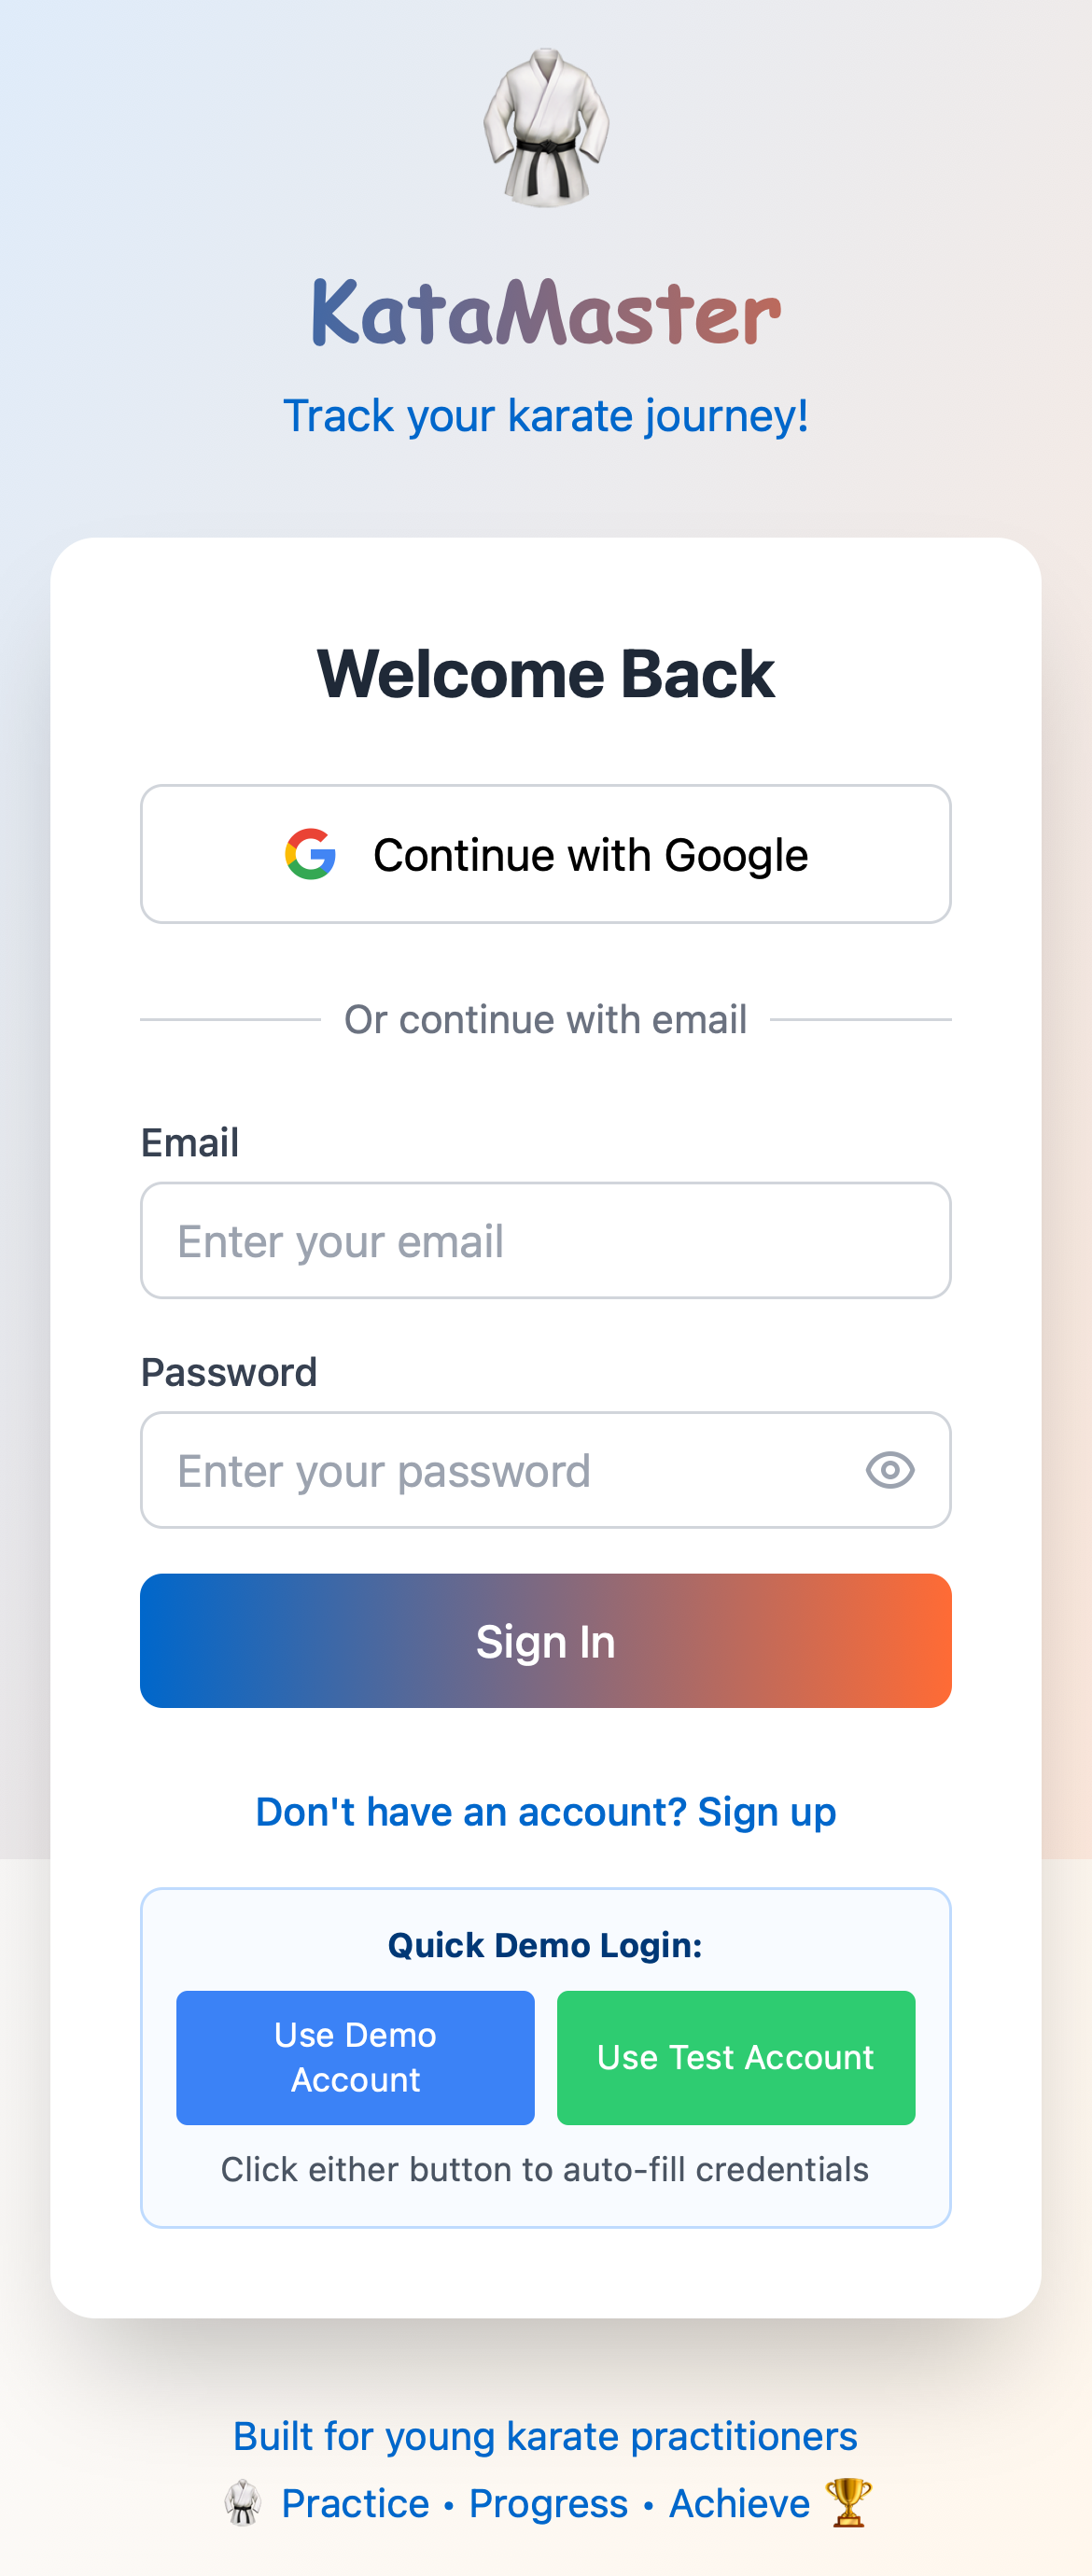 KataMaster
Track your karate journey!
Welcome Back
Continue with Google
Or continue with email
Email
Enter your email
Password
Enter your password
Sign In
Don't have an account? Sign up
Quick Demo Login:
Use Demo
Account
Use Test Account
Click either button to auto-fill credentials
Built for young karate practitioners
🥋 Practice • Progress • Achieve 🏆